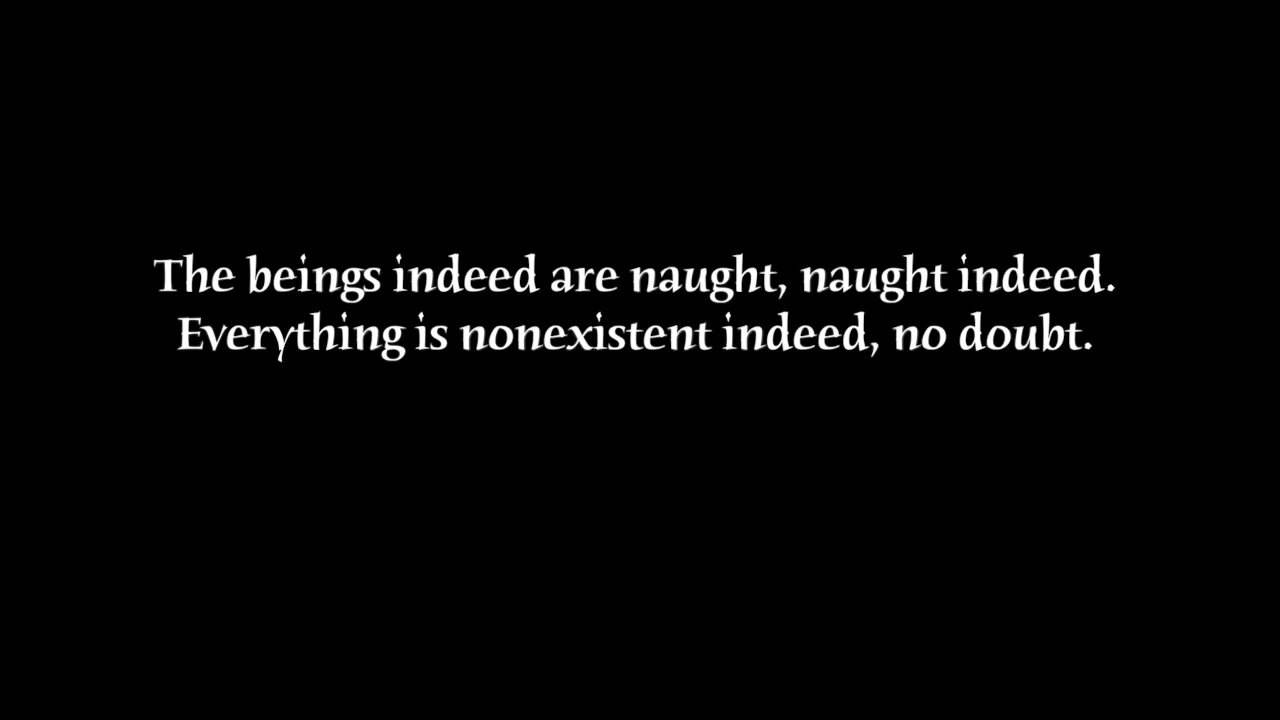 The beings indeed are naught, naught indeed.
Everything is nonexistent indeed, no doubt.